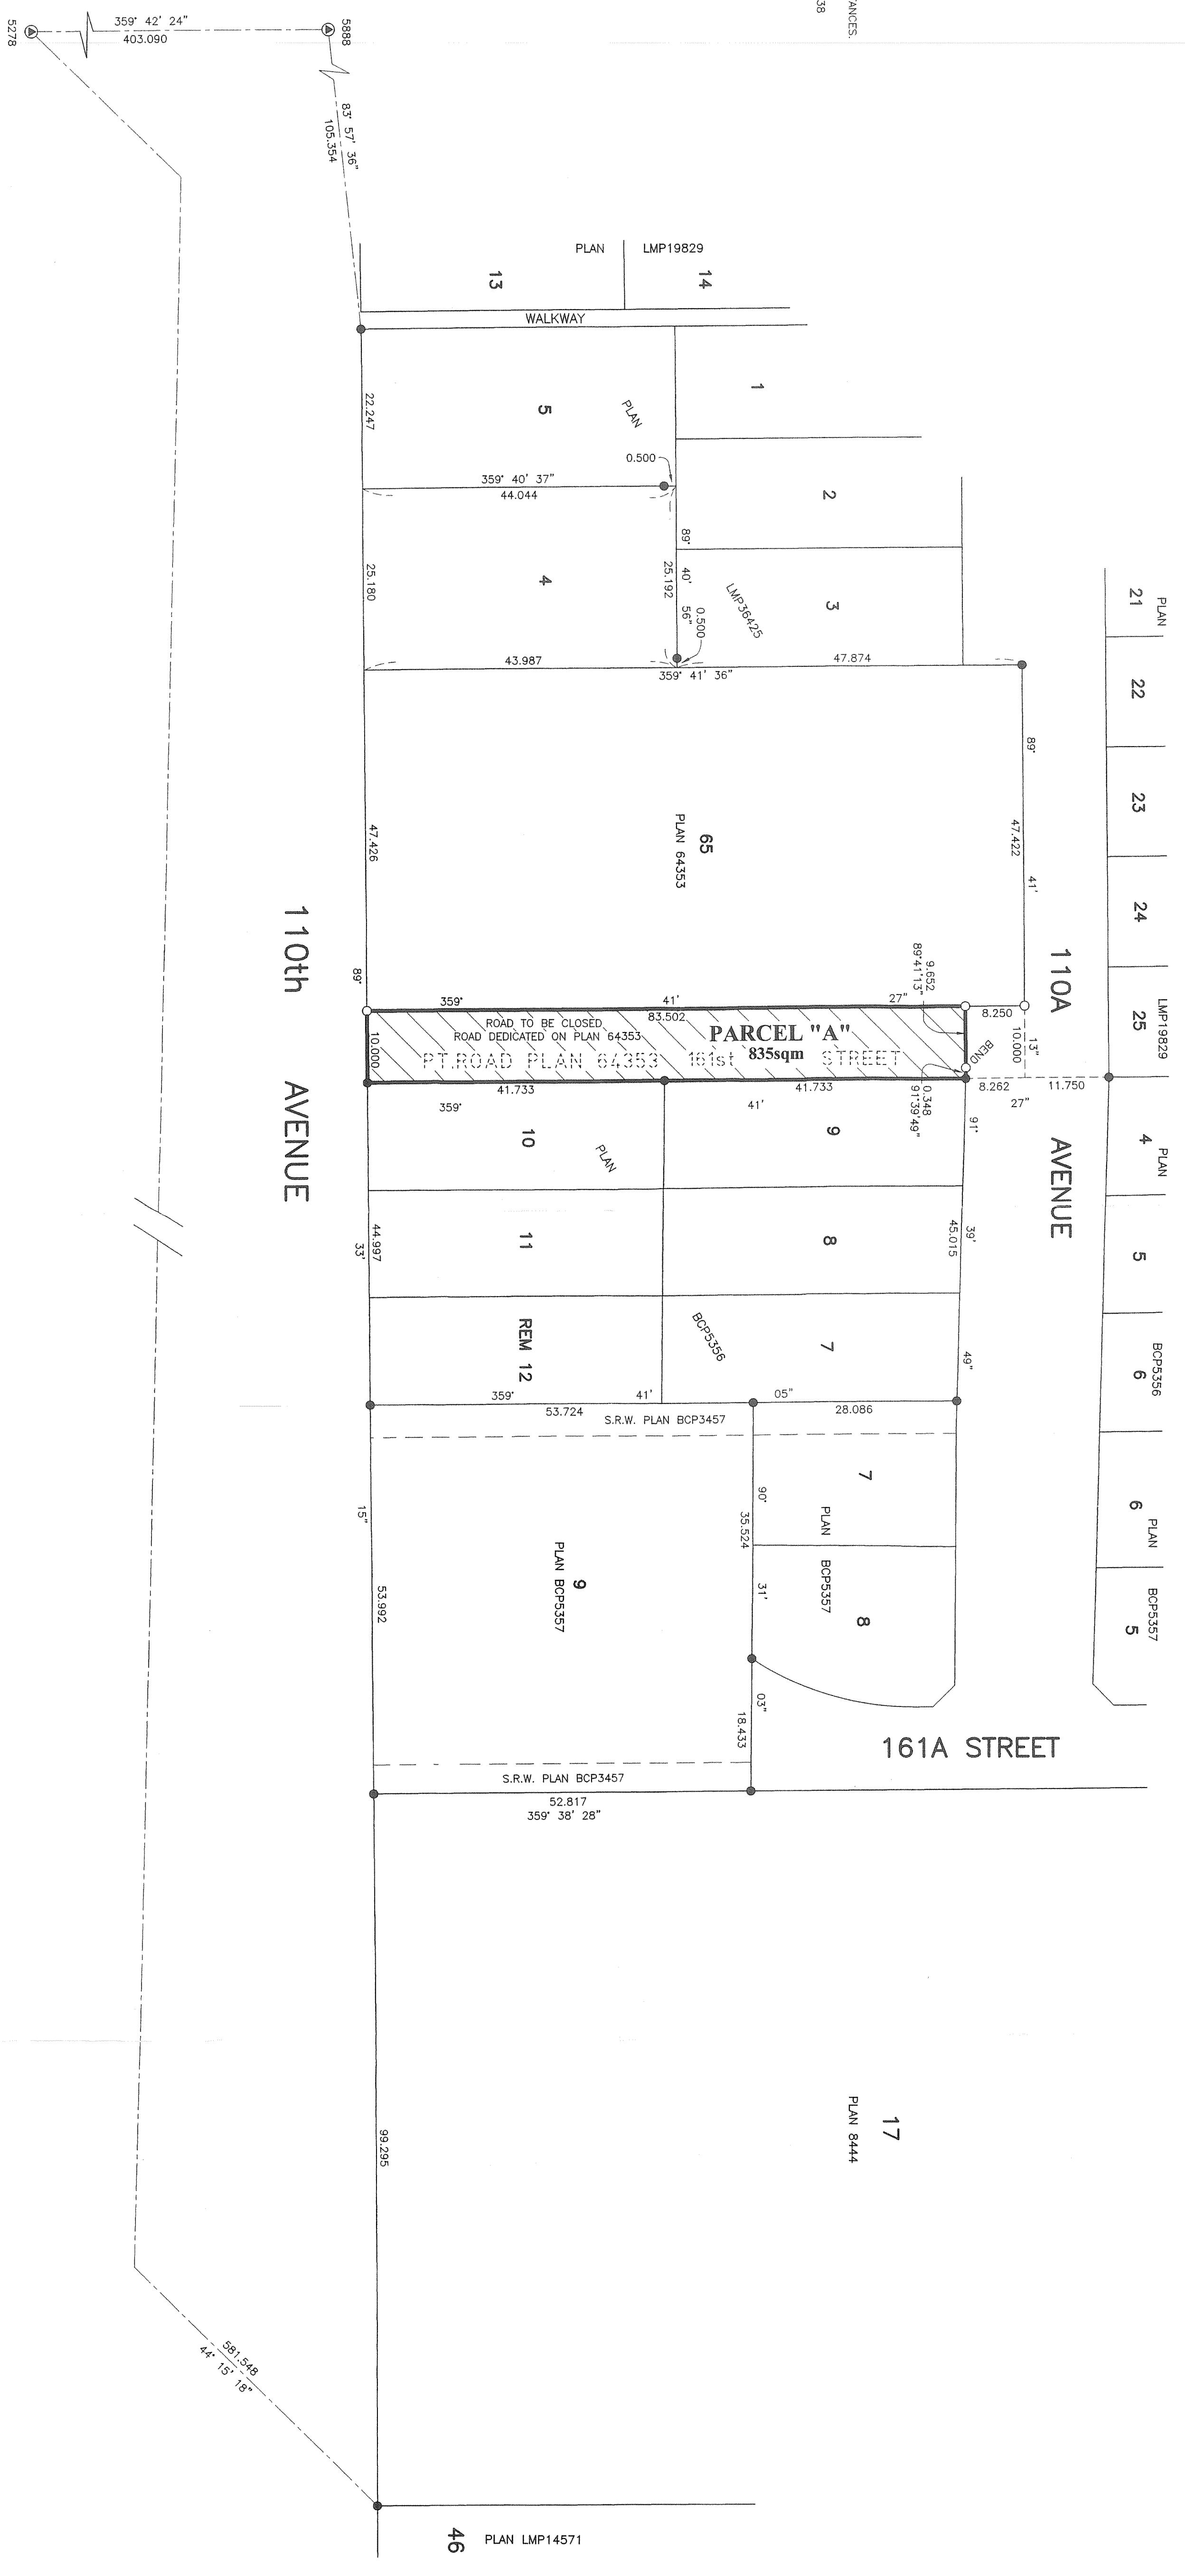 ANCES.
38
5278
359° 42' 24"
403.090
5888
83° 57' 36"
105.354
PLAN LMP19829
13
14
WALKWAY
22.247
5
PLAN
1
0.500
359° 40' 37"
44.044
2
25.180
4
89° 40' 56"
25.192
0.500
LMP36425
3
43.987
47.874
359° 41' 36"
21
PLAN
22
23
24
25
LMP19829
47.426
65
PLAN 64353
89° 41' 13"
47.422
110th AVENUE
110A AVENUE
89° 33' 15"
359° 41' 27"
83.502
9.652
89°41'13"
8.250
10.000
BEND
ROAD TO BE CLOSED
ROAD DEDICATED ON PLAN 64353
PARCEL "A"
835sqm
PT.ROAD PLAN 64353 161st STREET
10.000
41.733
41.733
0.348
91°39'49"
8.262
11.750
359° 41' 27"
10
PLAN
9
91° 39' 49"
45.015
4
PLAN
44.997
11
8
5
REM 12
BCP5356
7
BCP5356
6
359° 41' 05"
53.724
28.086
S.R.W. PLAN BCP3457
7
PLAN
90° 31' 03"
35.524
6
PLAN
9
PLAN BCP5357
BCP5357
8
BCP5357
5
53.992
18.433
161A STREET
S.R.W. PLAN BCP3457
52.817
359° 38' 28"
17
PLAN 8444
99.295
581.548
44° 15' 18"
46
PLAN LMP14571